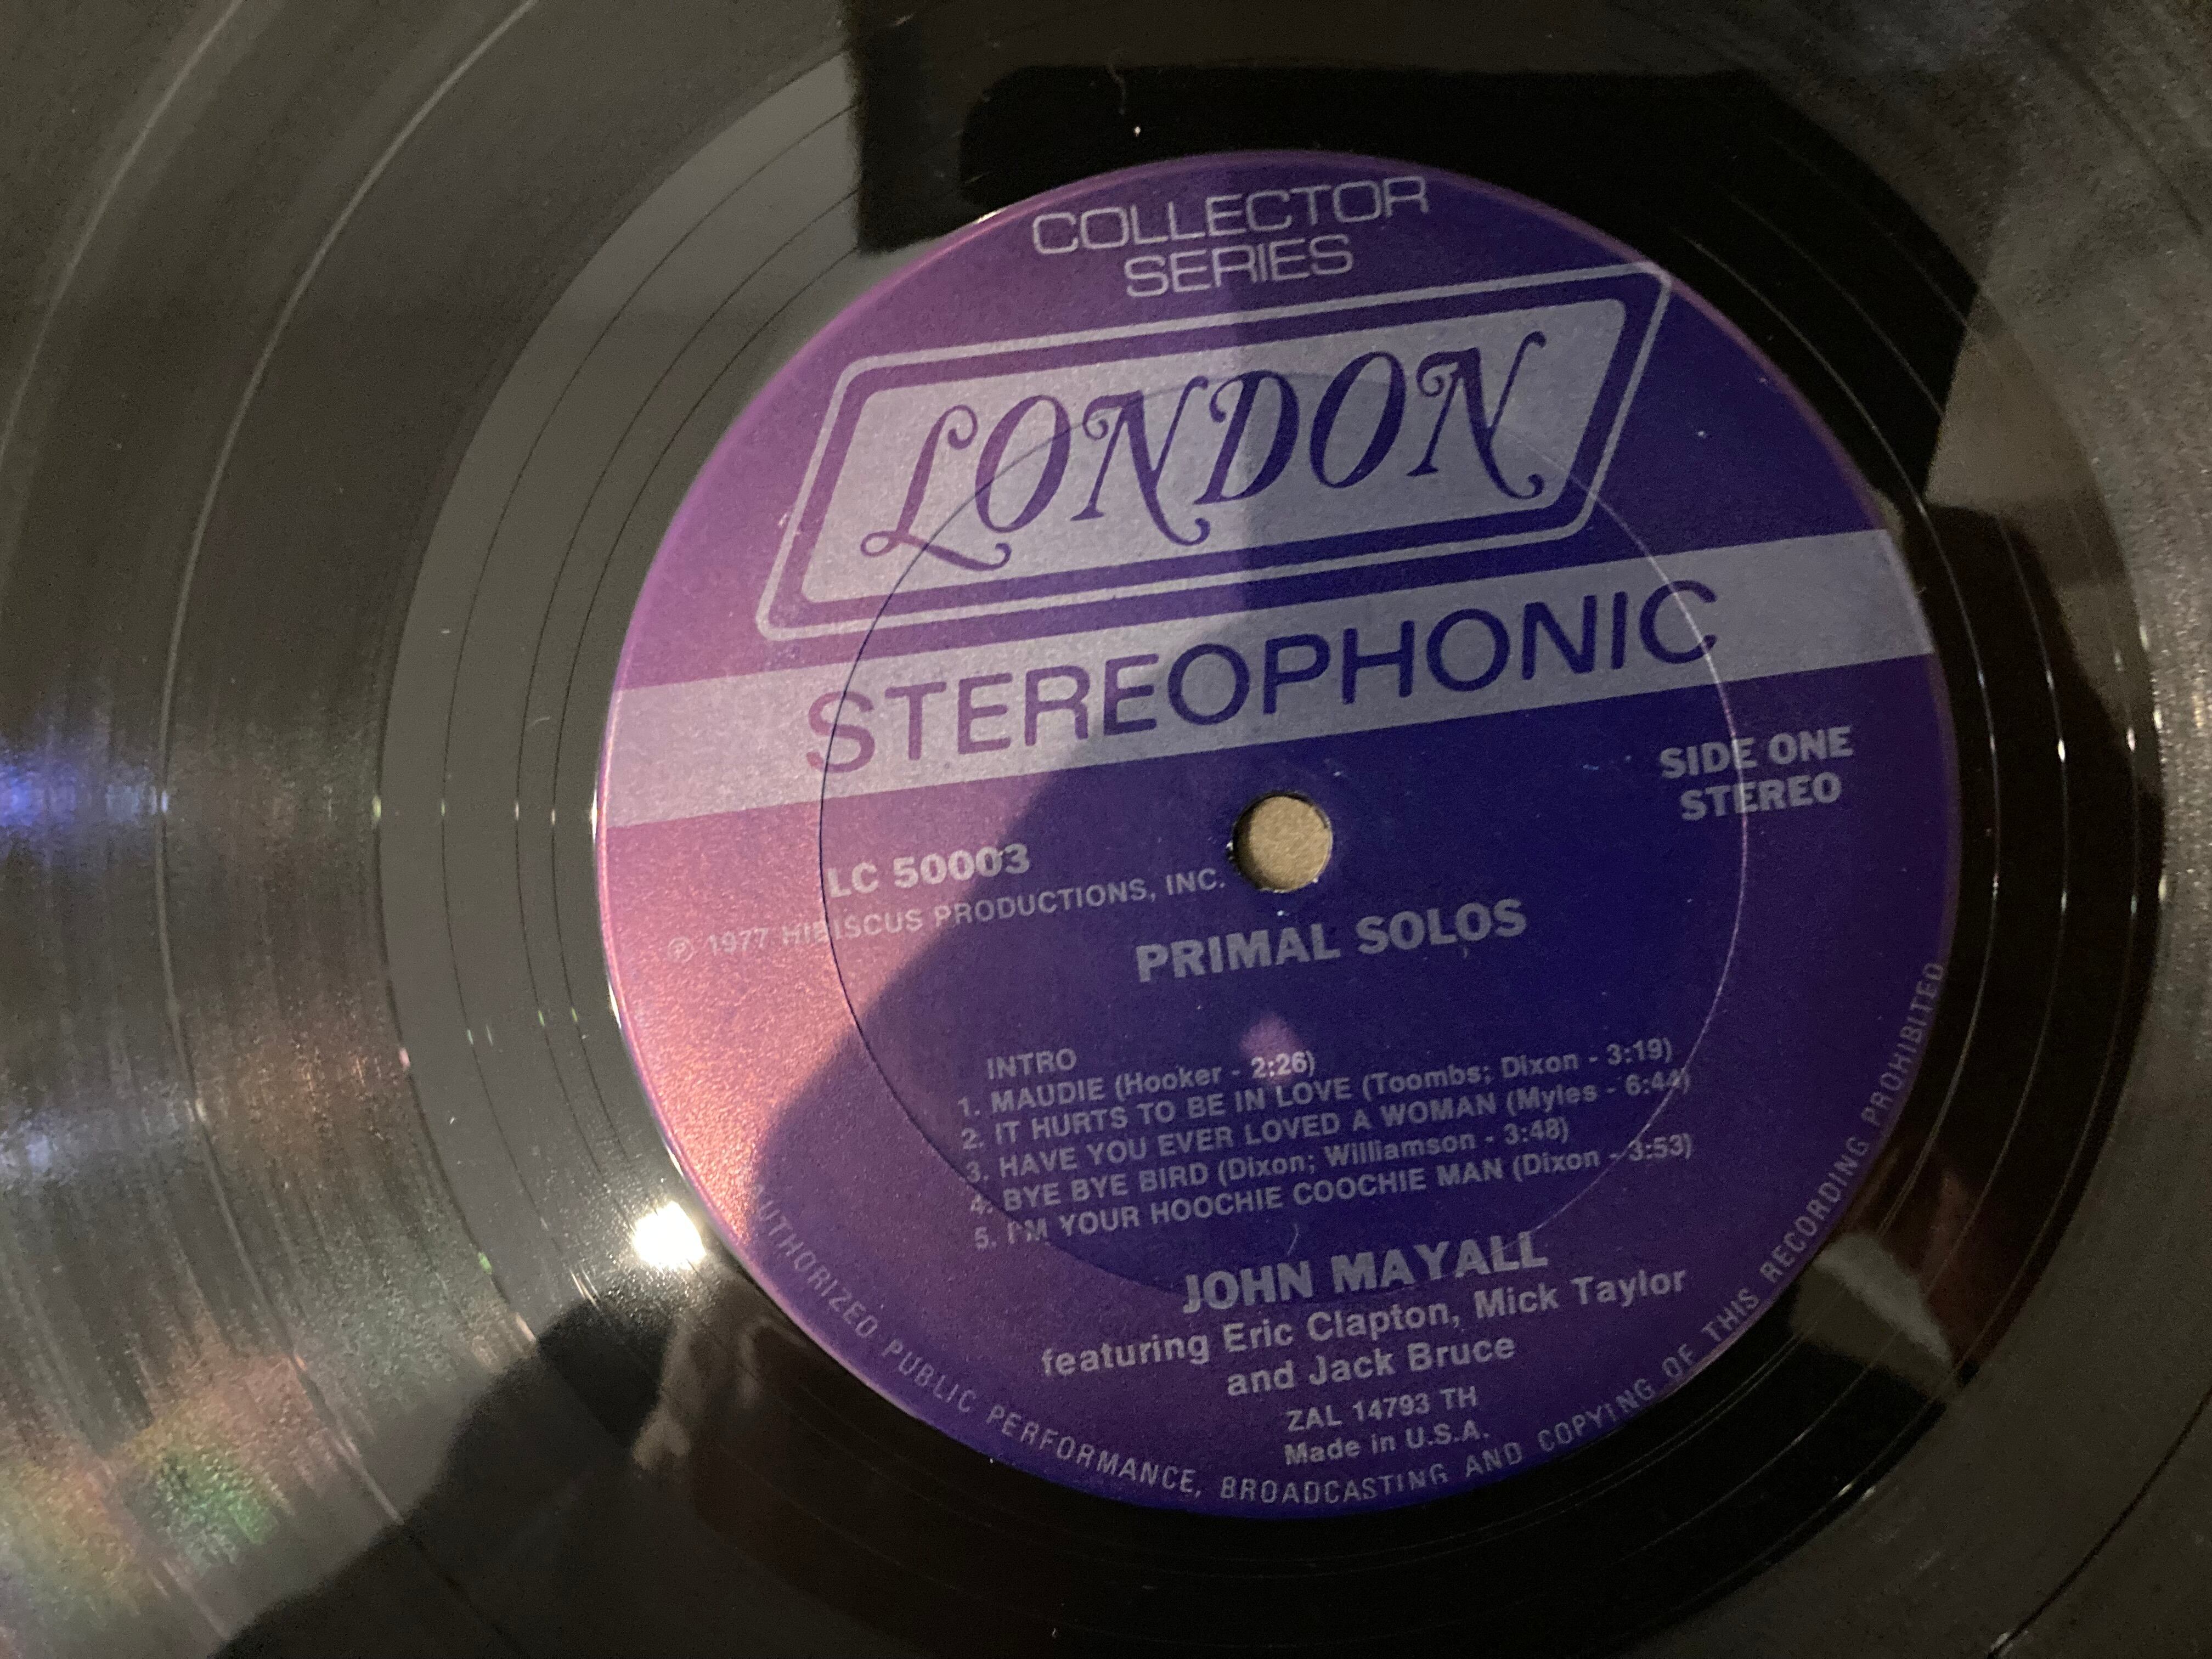 COLLECTOR
SERIES
LONDON
STEREOPHONIC
SIDE ONE
STEREO
LC 50003
℗ 1977 HIBISCUS PRODUCTIONS, INC.
PRIMAL SOLOS
INTRO
1. MAUDIE (Hooker - 2:26)
2. IT HURTS TO BE IN LOVE (Toombs; Dixon - 3:19)
3. HAVE YOU EVER LOVED A WOMAN (Myles - 6:44)
4. BYE BYE BIRD (Dixon; Williamson - 3:48)
5. I'M YOUR HOOCHIE COOCHIE MAN (Dixon - 3:53)
JOHN MAYALL
featuring Eric Clapton, Mick Taylor
and Jack Bruce
ZAL 14793 TH
Made in U.S.A.
UTHORIZED PUBLIC PERFORMANCE, BROADCASTING AND COPYING OF THIS RECORDING PROHIBITED